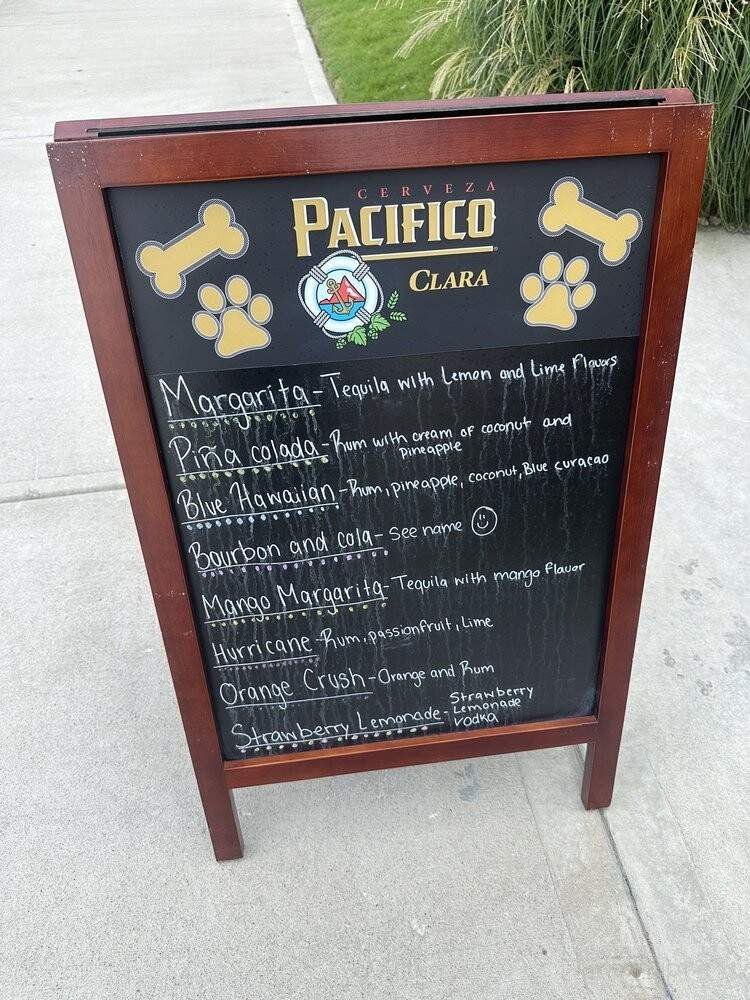 CERVEZA
PACIFICO
CLARA
Margarita - Tequila with Lemon and Lime Flavors
Piña colada - Rum with cream of coconut and
pineapple
Blue Hawaiian - Rum, pineapple, coconut, Blue curaçao
Bourbon and cola - see name
Mango Margarita - Tequila with mango flavor
Hurricane - Rum, passionfruit, Lime
Orange Crush - Orange and Rum
Strawberry Lemonade - Strawberry
Lemonade
vodka